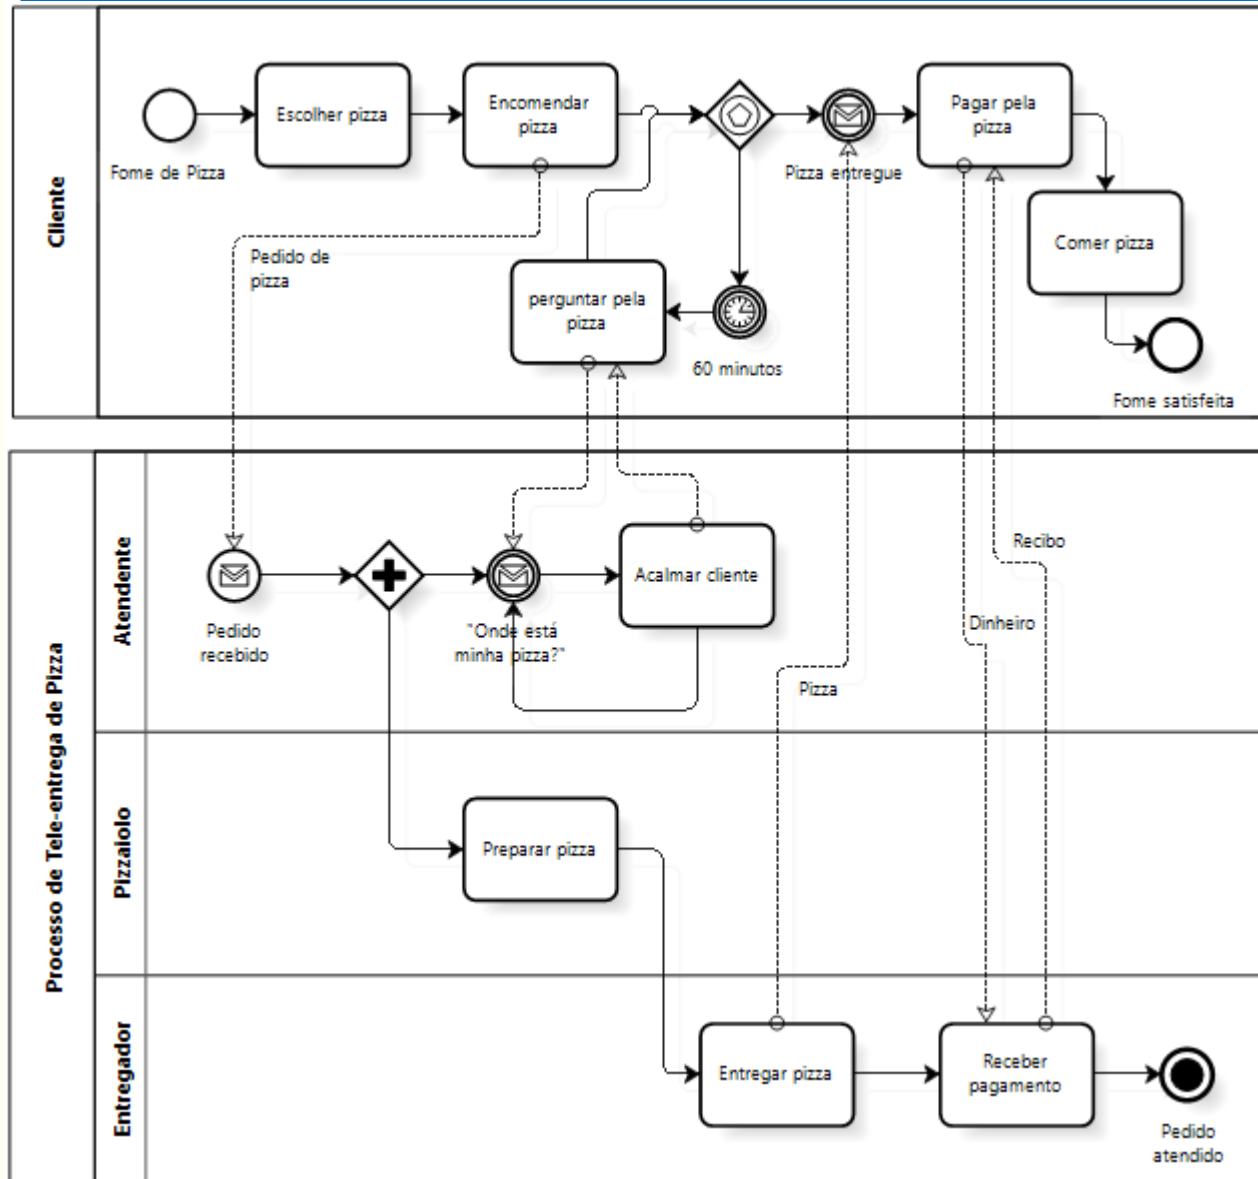 Cliente
Fome de Pizza
Escolher pizza
Encomendar
pizza
Pizza entregue
Pagar pela
pizza
Comer pizza
Fome satisfeita
Pedido de
pizza
perguntar pela
pizza
60 minutos
Processo de Tele-entrega de Pizza
Atendente
Pedido
recebido
"Onde está
minha pizza?"
Acalmar cliente
Pizza
Dinheiro
Recibo
Pizzaiolo
Preparar pizza
Entregador
Entregar pizza
Receber
pagamento
Pedido
atendido